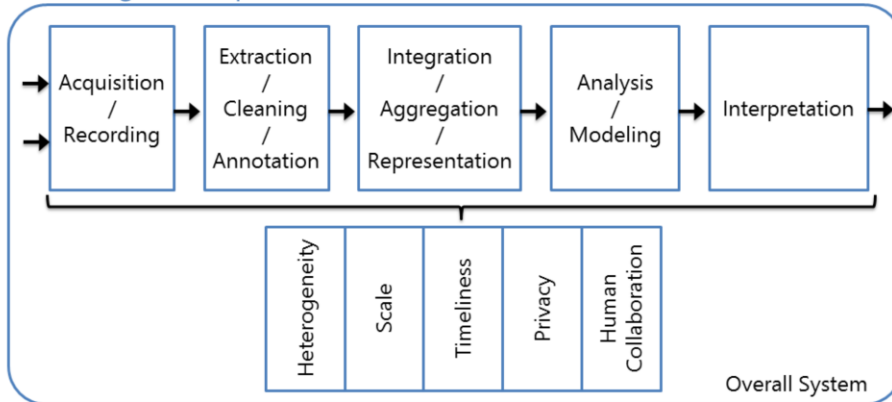 Acquisition
/
Recording
Extraction
/
Cleaning
/
Annotation
Integration
/
Aggregation
/
Representation
Analysis
/
Modeling
Interpretation
Heterogeneity
Scale
Timeliness
Privacy
Human
Collaboration
Overall System